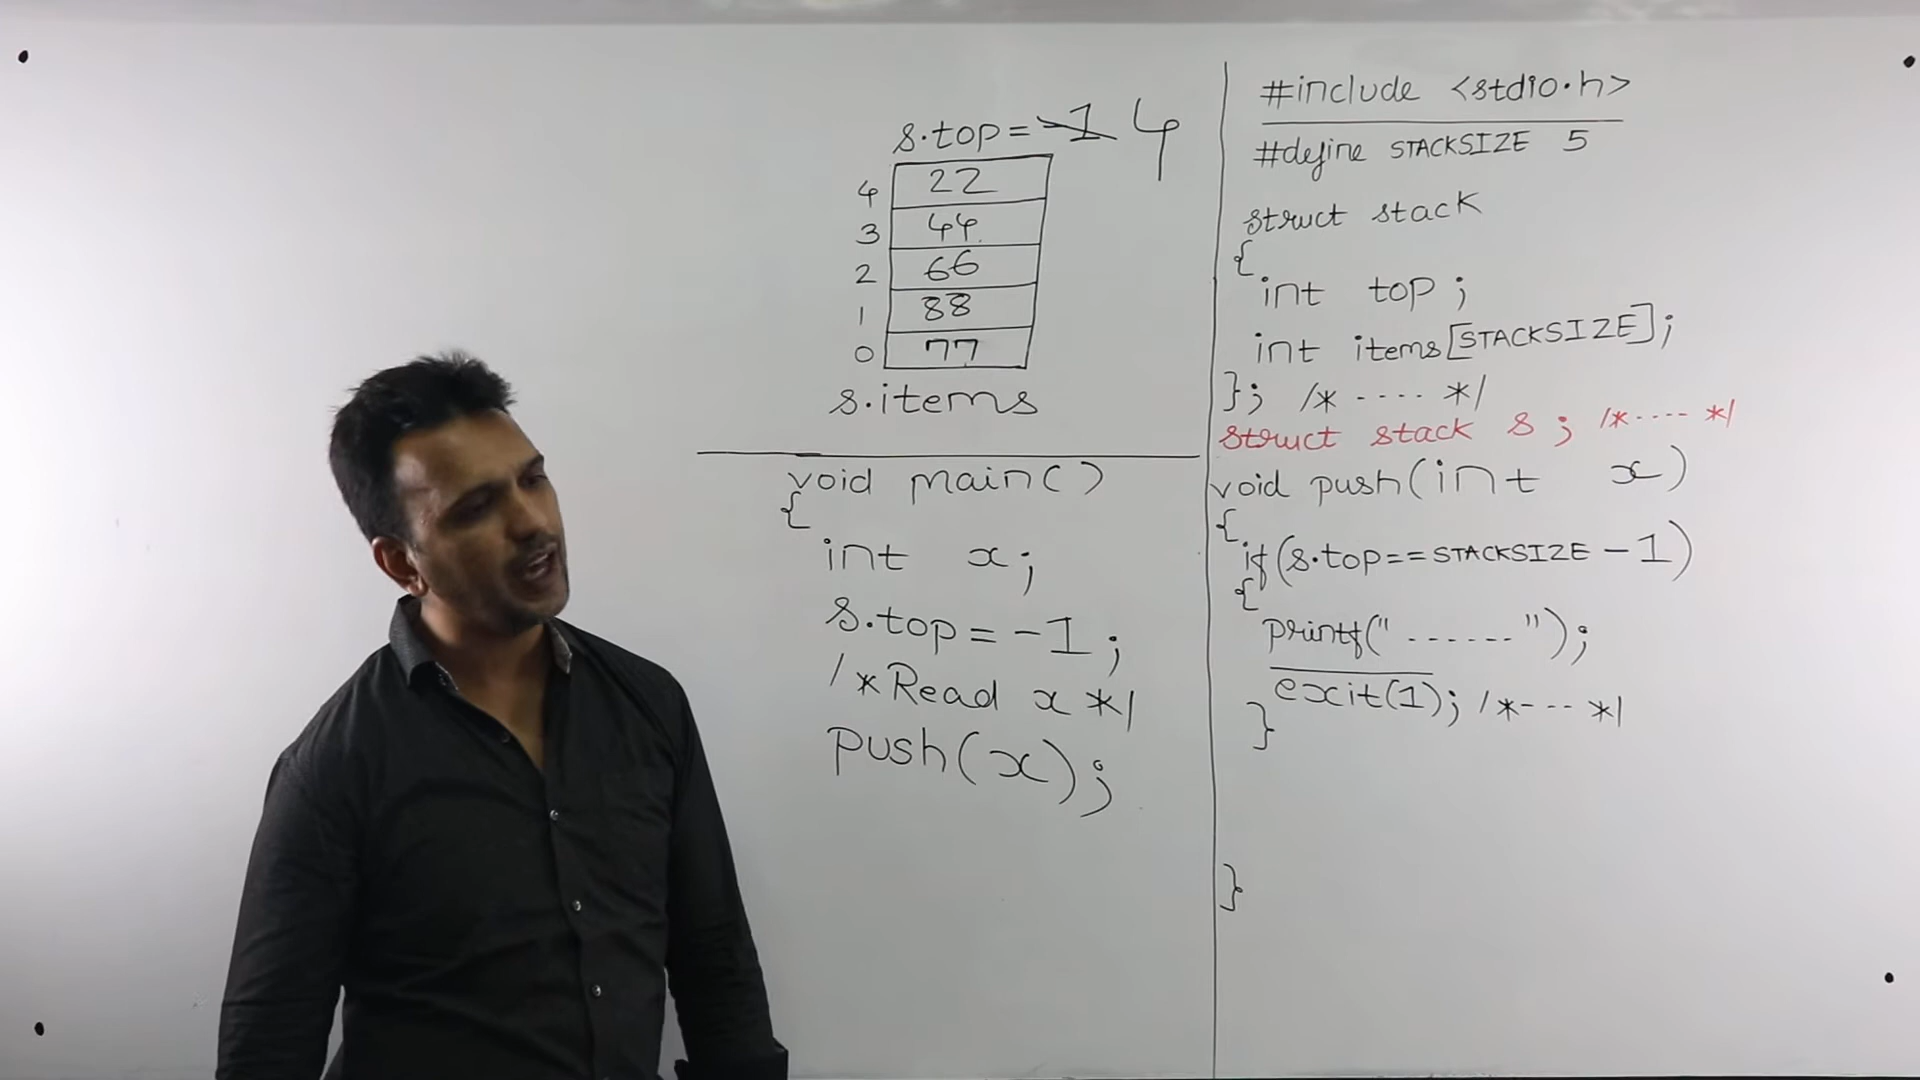 s.top = -1 4
4 22
3 44
2 66
1 88
0 77
s.items
void main()
{
int x;
s.top = -1;
/*Read x */
push(x);
#include <stdio.h>
#define STACKSIZE 5
struct stack
{
int top;
int items[STACKSIZE];
}; /* ---- */
struct stack s; /*---- */
void push(int x)
{
if(s.top==STACKSIZE-1)
{
printf("------");
exit(1); /*--- */
}
}